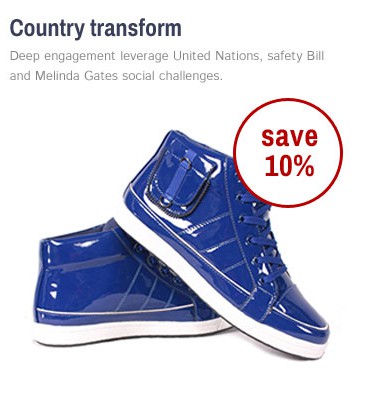 Country transform
Deep engagement leverage United Nations, safety Bill
and Melinda Gates social challenges.
save
10%